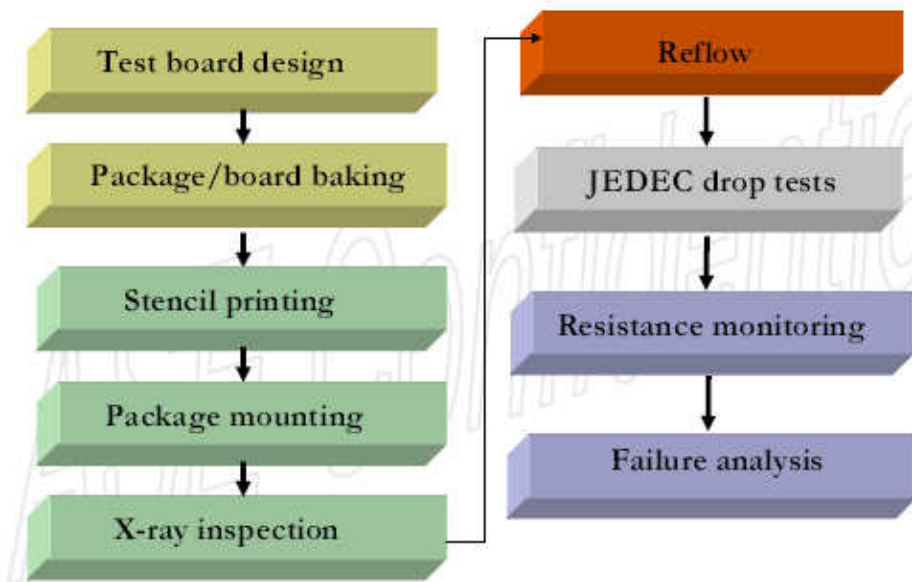 Test board design
Package/board baking
Stencil printing
Package mounting
X-ray inspection
Reflow
JEDEC drop tests
Resistance monitoring
Failure analysis